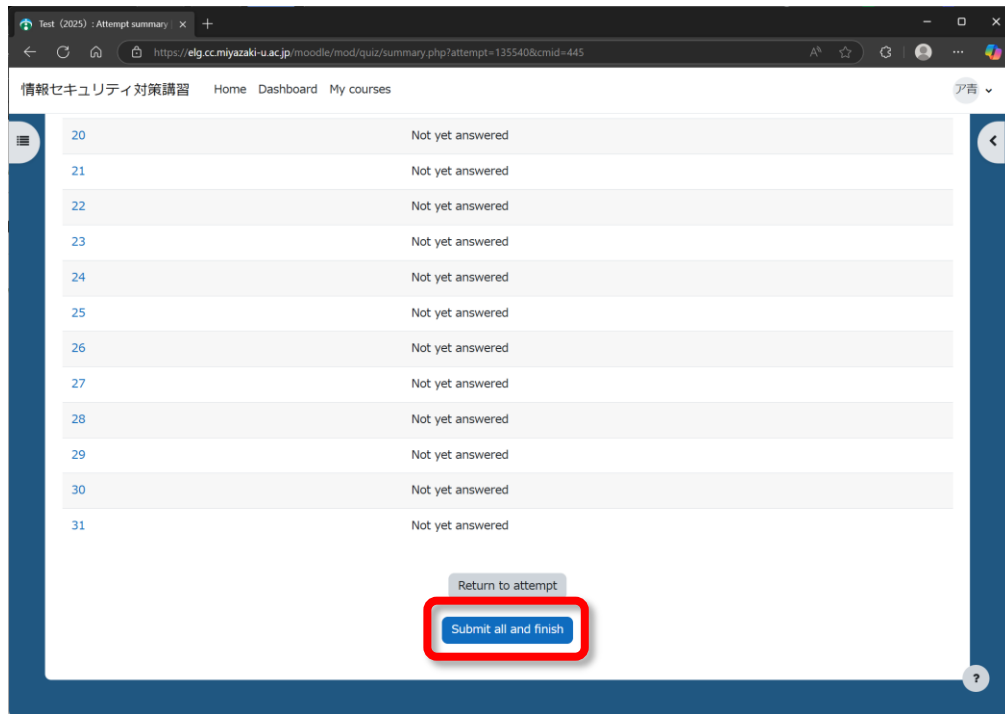 Test (2025) : Attempt summary |
https://elg.cc.miyazaki-u.ac.jp/moodle/mod/quiz/summary.php?attempt=135540&cmid=445
情報セキュリティ対策講習 Home Dashboard My courses ア青
20 Not yet answered
21 Not yet answered
22 Not yet answered
23 Not yet answered
24 Not yet answered
25 Not yet answered
26 Not yet answered
27 Not yet answered
28 Not yet answered
29 Not yet answered
30 Not yet answered
31 Not yet answered
Return to attempt
Submit all and finish
?